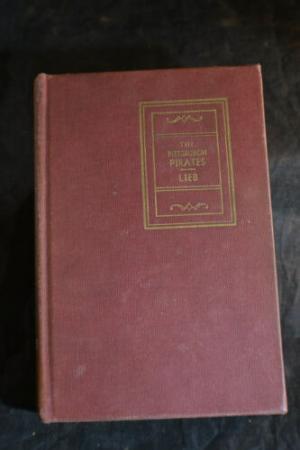 THE
PITTSBURGH
PIRATES
LIEB